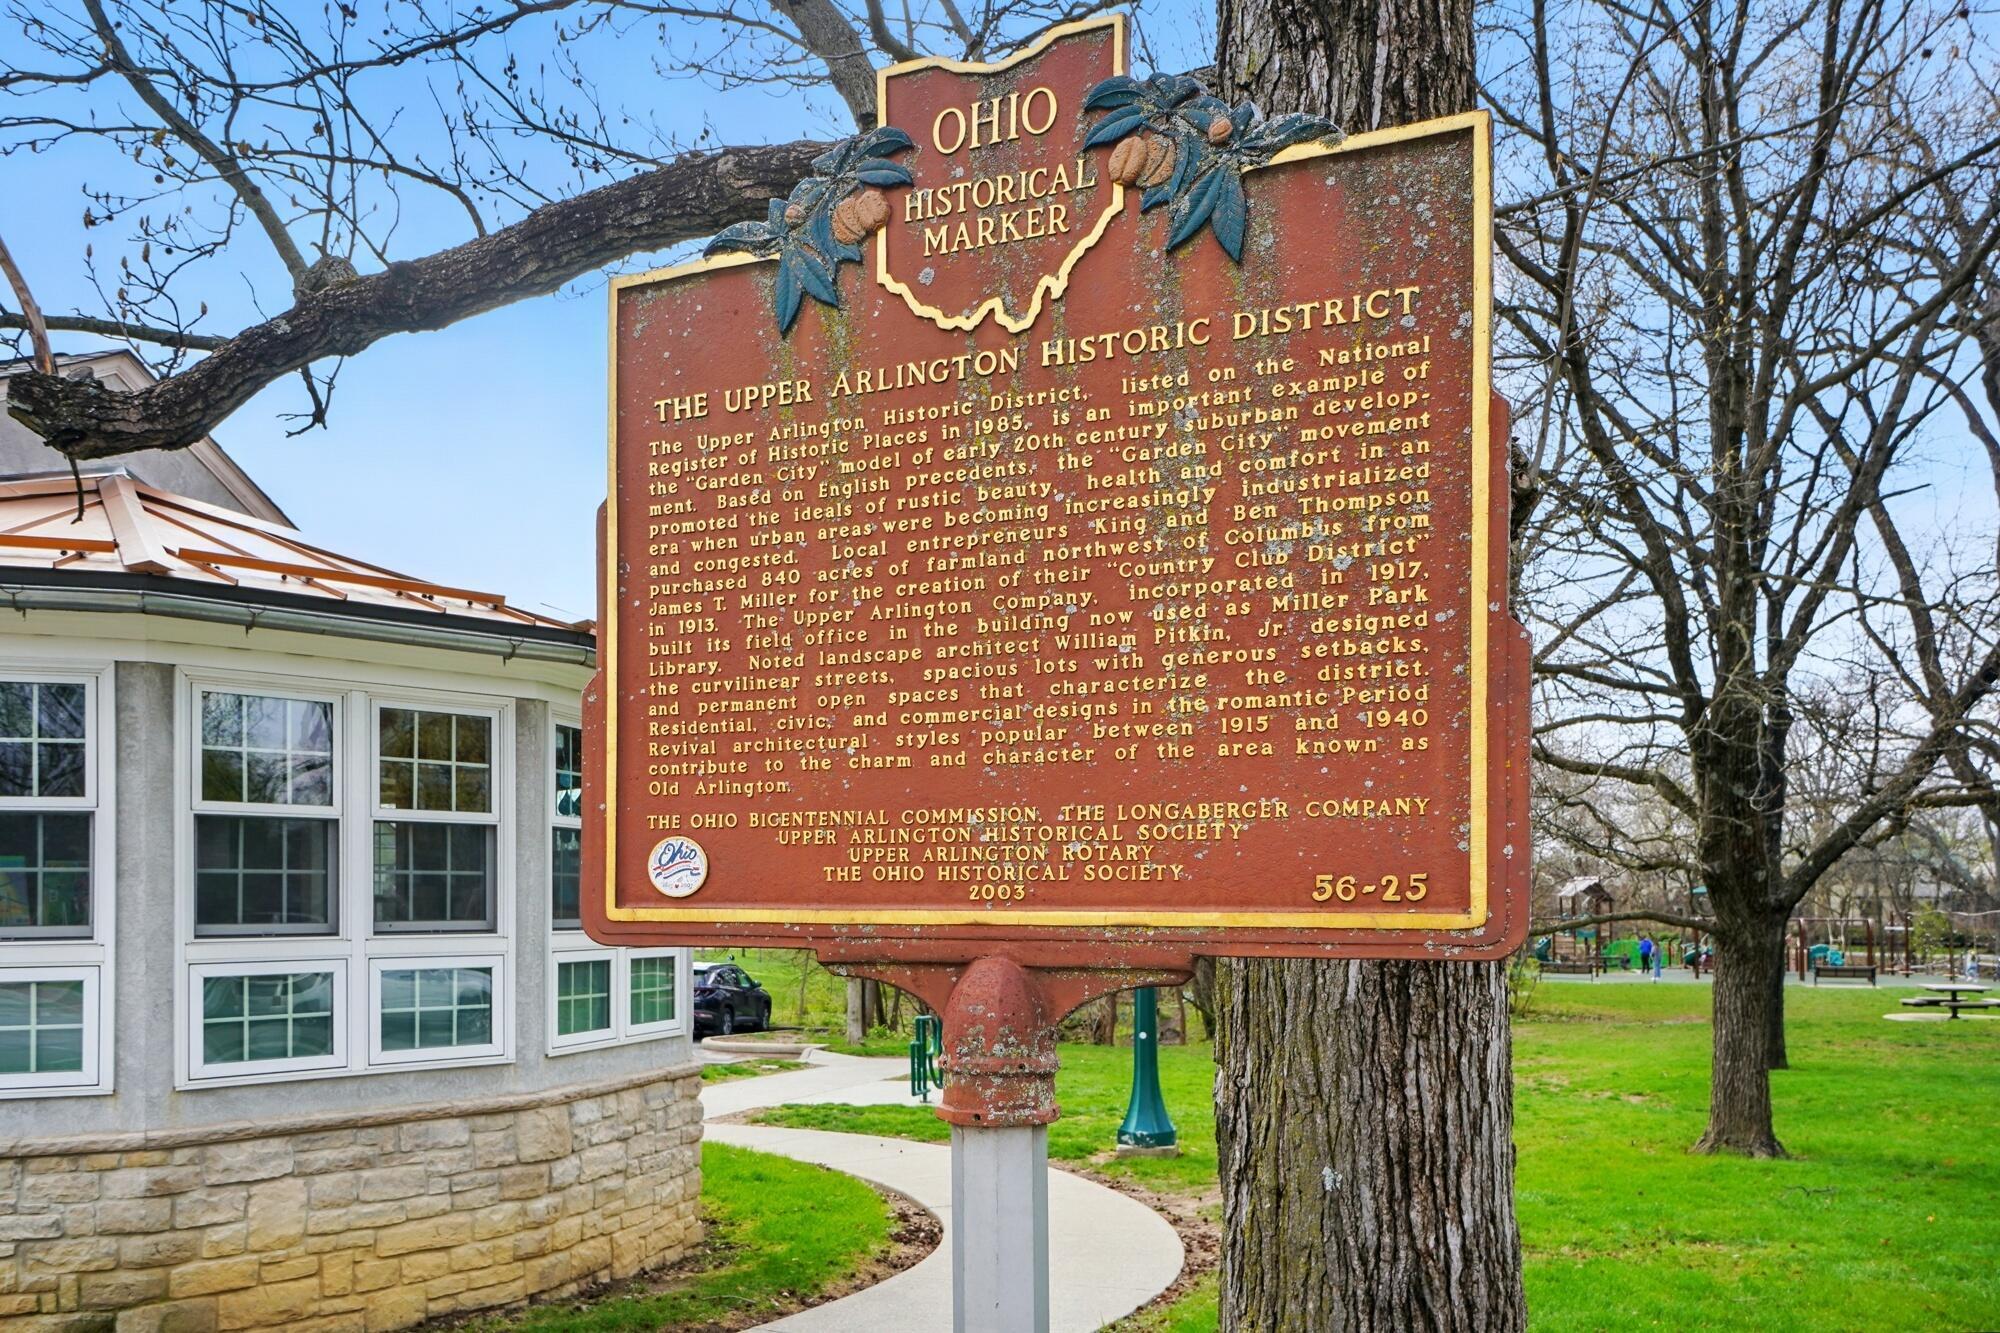 OHIO
HISTORICAL
MARKER
THE UPPER ARLINGTON HISTORIC DISTRICT
The Upper Arlington Historic District, listed on the National
Register of Historic Places in 1985, is an important example of
the "Garden City" model of early 20th century suburban develop-
ment. Based on English precedents, the "Garden City" movement
promoted the ideals of rustic beauty, health and comfort in an
era when urban areas were becoming increasingly industrialized
and congested. Local entrepreneurs King and Ben Thompson
purchased 840 acres of farmland northwest of Columbus from
James T. Miller for the creation of their "Country Club District"
in 1913. The Upper Arlington Company, incorporated in 1917,
built its field office in the building now used as Miller Park
Library. Noted landscape architect William Pitkin, Jr. designed
the curvilinear streets, spacious lots with generous setbacks,
and permanent open spaces that characterize the district.
Residential, civic, and commercial designs in the romantic Period
Revival architectural styles popular between 1915 and 1940
contribute to the charm and character of the area known as
Old Arlington.
THE OHIO BICENTENNIAL COMMISSION, THE LONGABERGER COMPANY
UPPER ARLINGTON HISTORICAL SOCIETY
UPPER ARLINGTON ROTARY
THE OHIO HISTORICAL SOCIETY
2003
56-25
Ohio